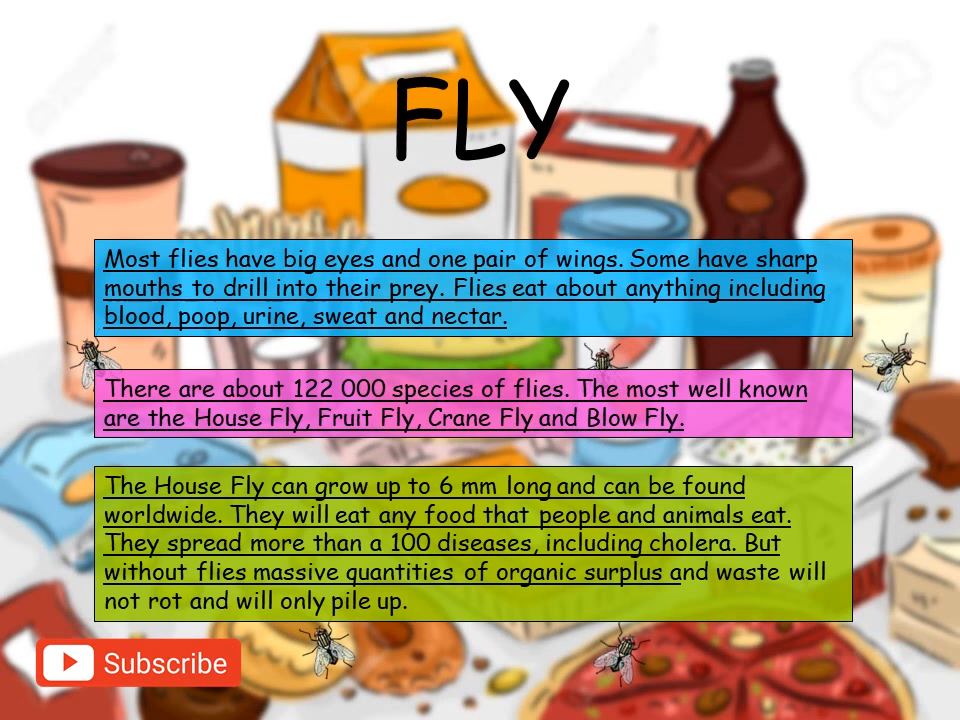 FLY
Most flies have big eyes and one pair of wings. Some have sharp
mouths to drill into their prey. Flies eat about anything including
blood, poop, urine, sweat and nectar.
There are about 122 000 species of flies. The most well known
are the House Fly, Fruit Fly, Crane Fly and Blow Fly.
The House Fly can grow up to 6 mm long and can be found
worldwide. They will eat any food that people and animals eat.
They spread more than a 100 diseases, including cholera. But
without flies massive quantities of organic surplus and waste will
not rot and will only pile up.
Subscribe